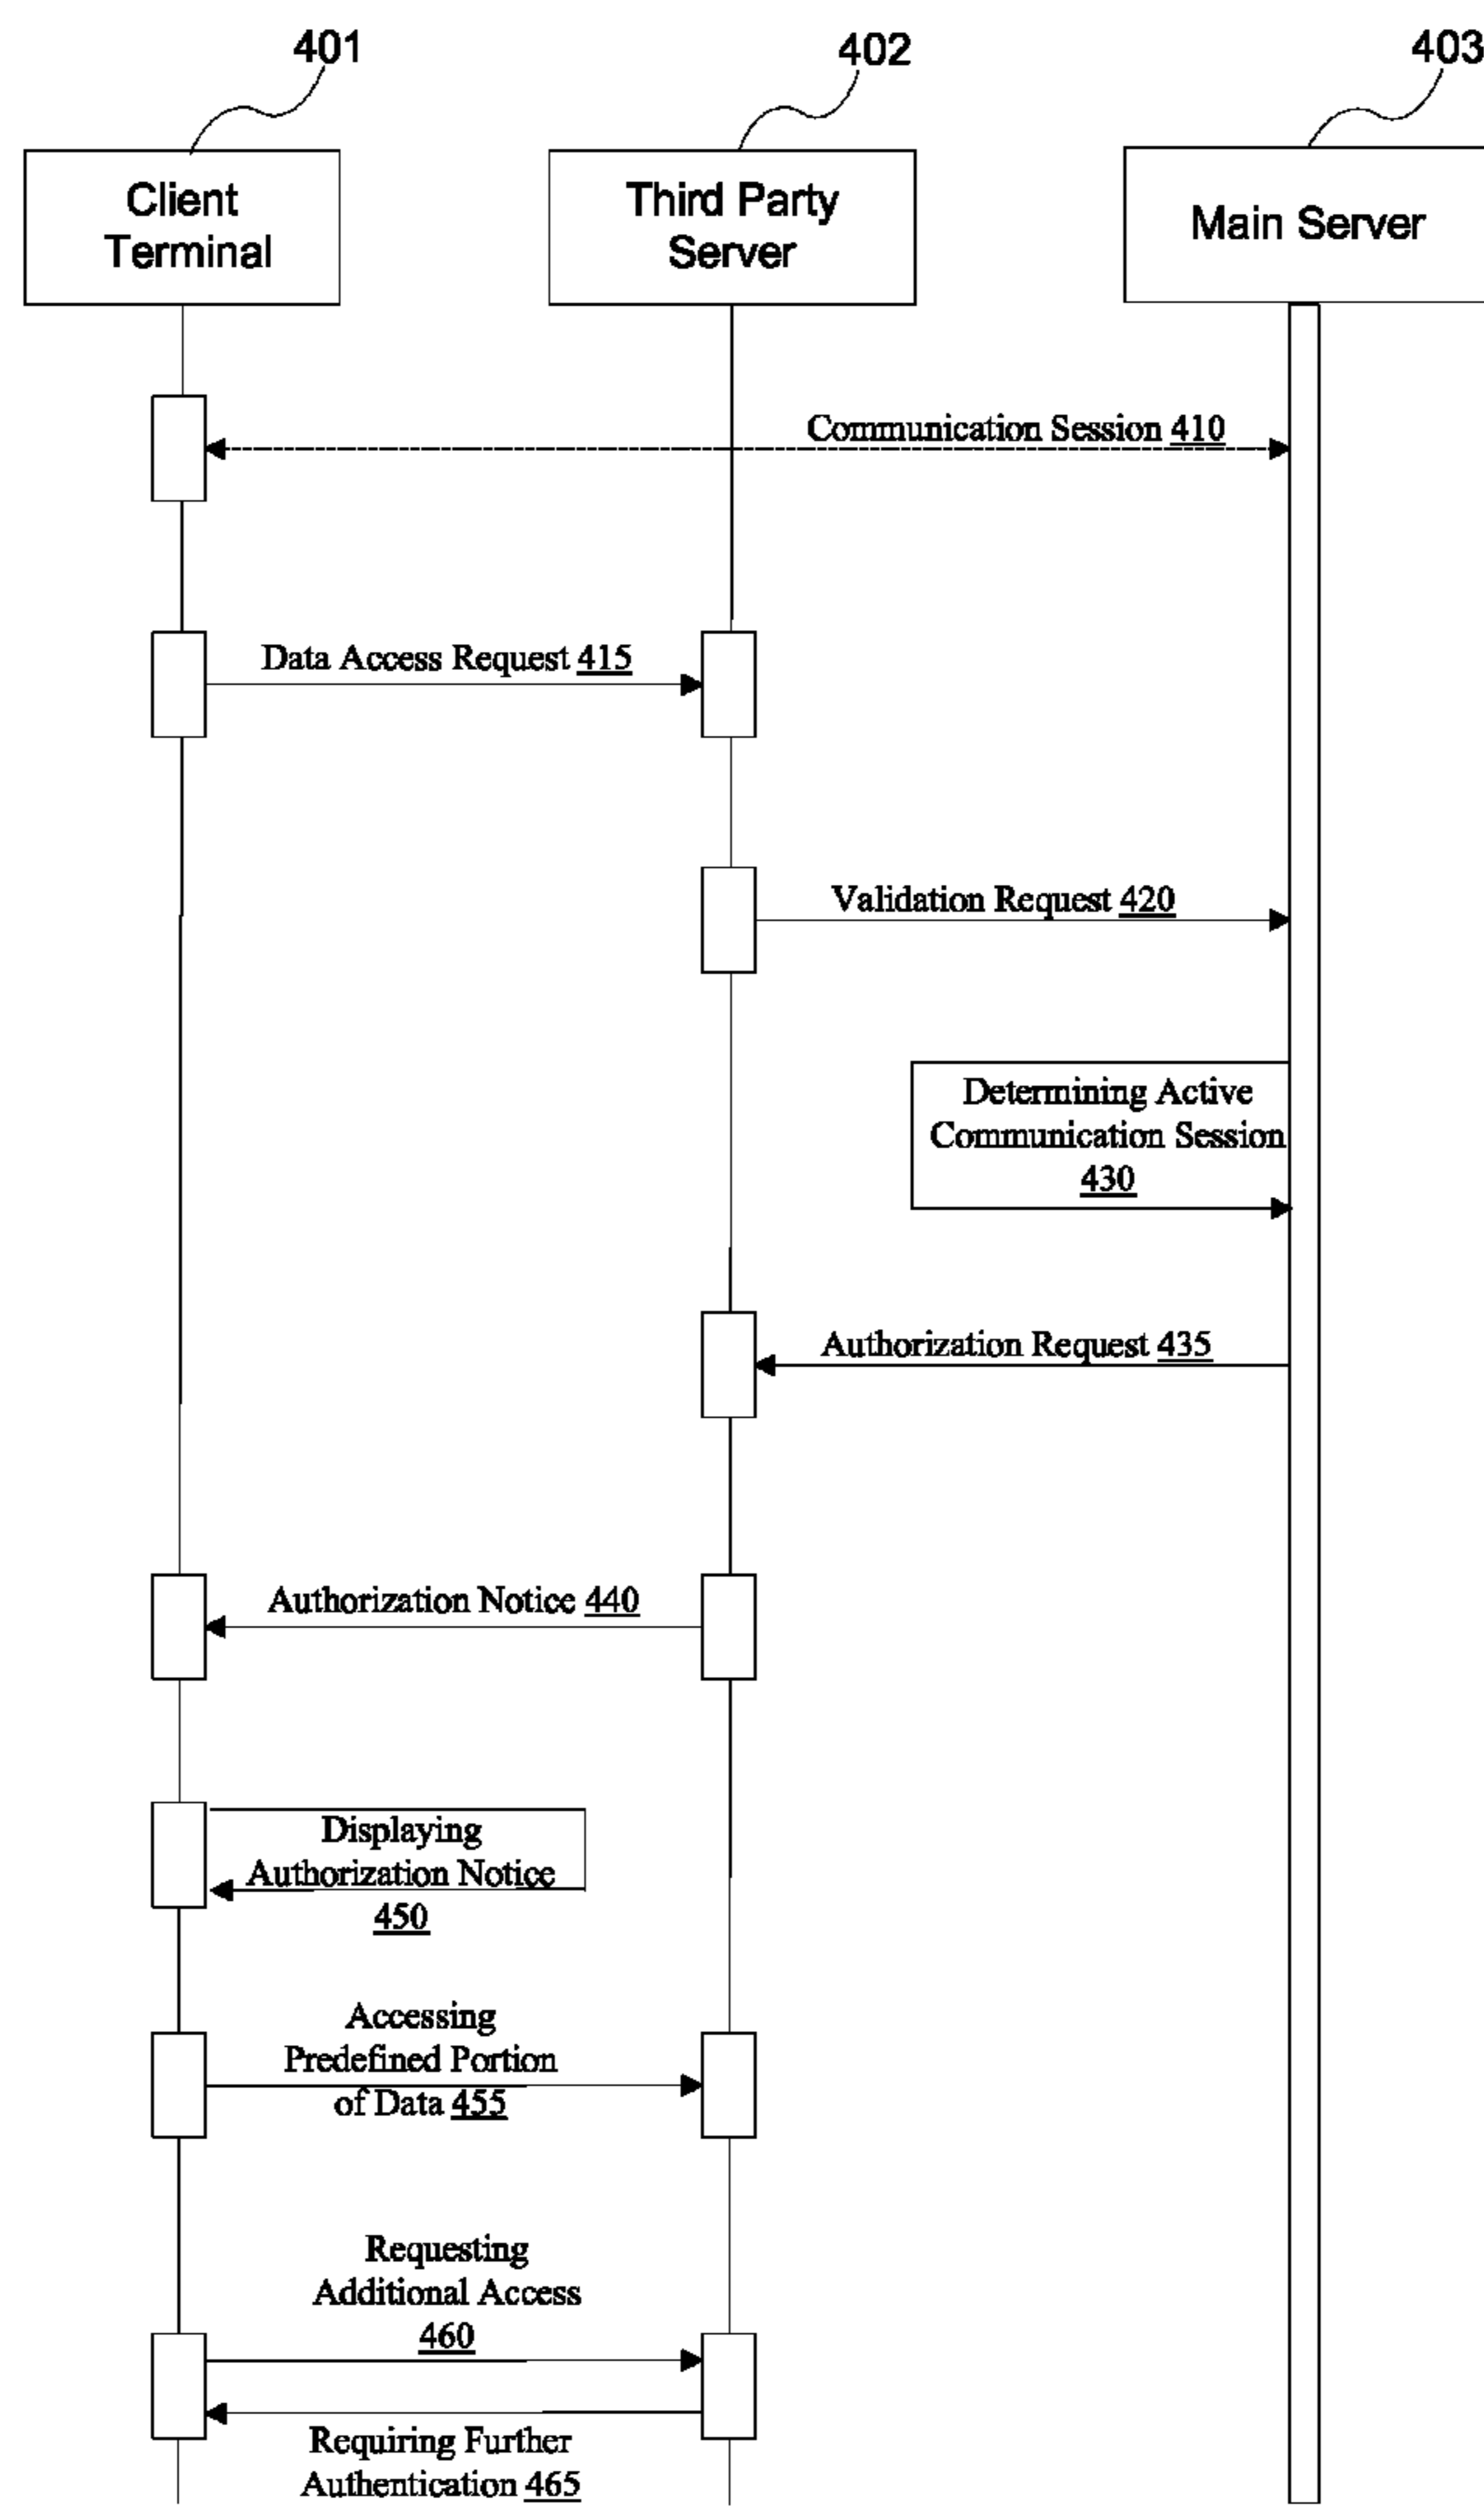 401
402
403
Client
Terminal
Third Party
Server
Main Server
Communication Session 410
Data Access Request 415
Validation Request 420
Determining Active
Communication Session
430
Authorization Request 435
Authorization Notice 440
Displaying
Authorization Notice
450
Accessing
Predefined Portion
of Data 455
Requesting
Additional Access
460
Requiring Further
Authentication 465